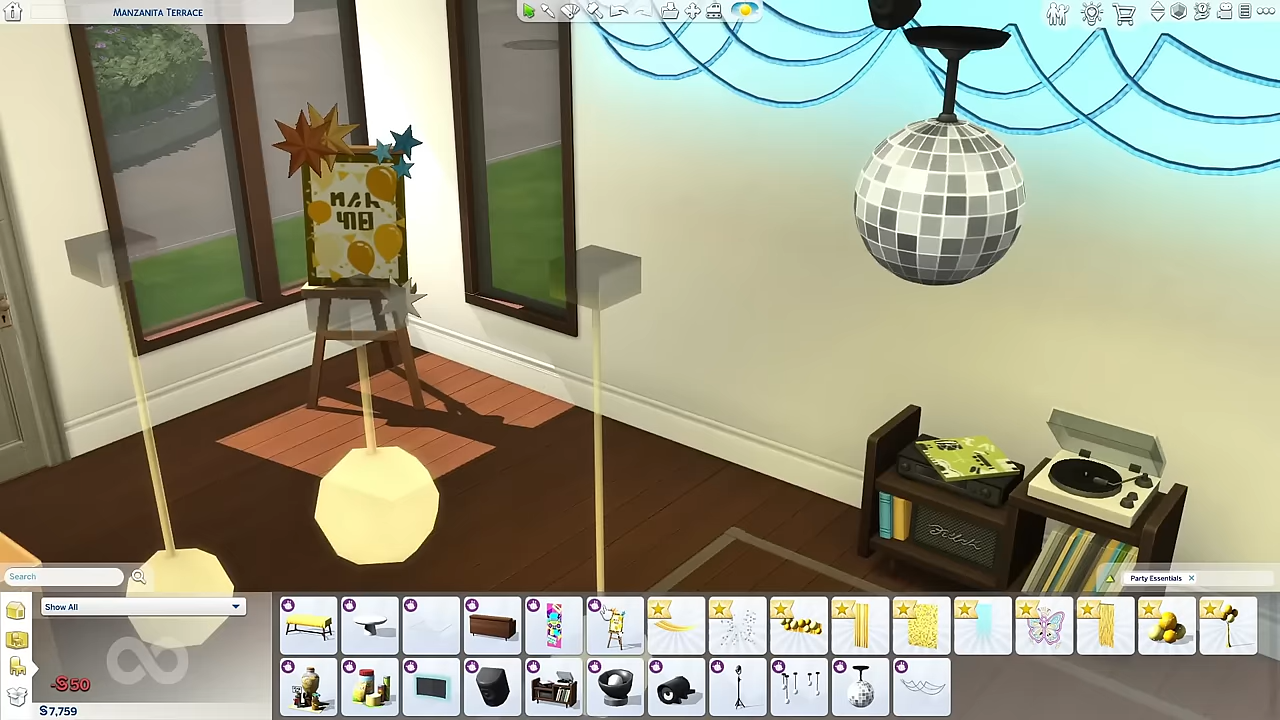 MANZANITA TERRACE
Search
Party Essentials
Show All
-§50
§7,759